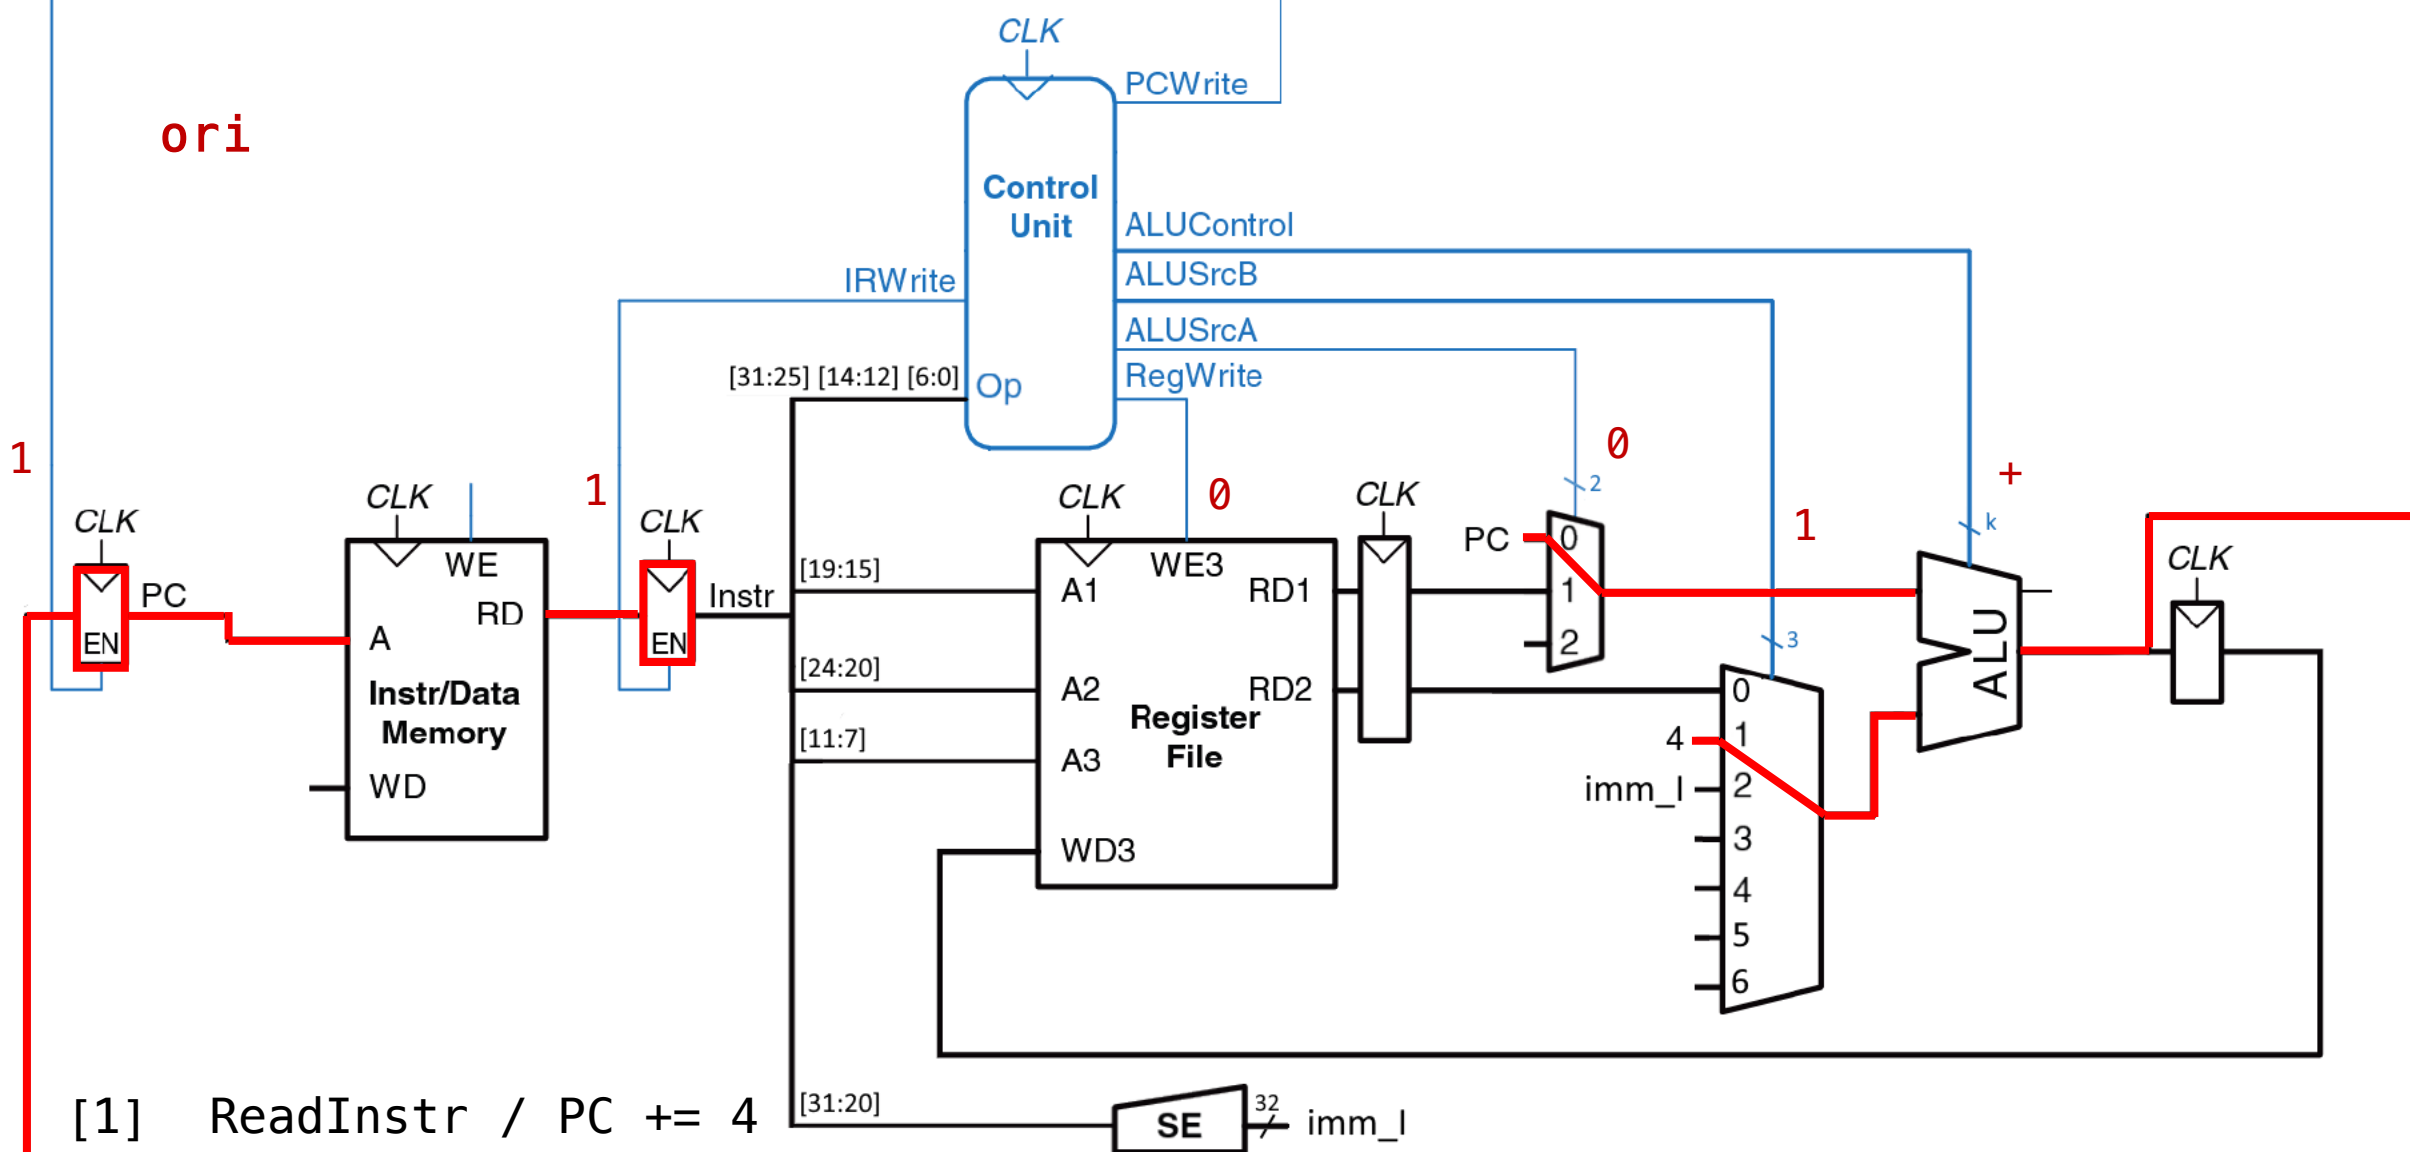 CLK
PCWrite
ori
Control
Unit
ALUControl
ALUSrcB
IRWrite
ALUSrcA
[31:25] [14:12] [6:0]
Op
RegWrite
1
0
1
0
+
2
1
k
CLK
CLK
CLK
CLK
CLK
CLK
PC
EN
A
WE
RD
Instr/Data
Memory
WD
EN
Instr
[19:15]
[24:20]
[11:7]
A1
WE3
RD1
A2
RD2
Register
File
A3
WD3
PC
0
1
2
3
0
4
1
imm_I
2
3
4
5
6
ALU
[31:20]
SE
32
imm_I
[1] ReadInstr / PC += 4